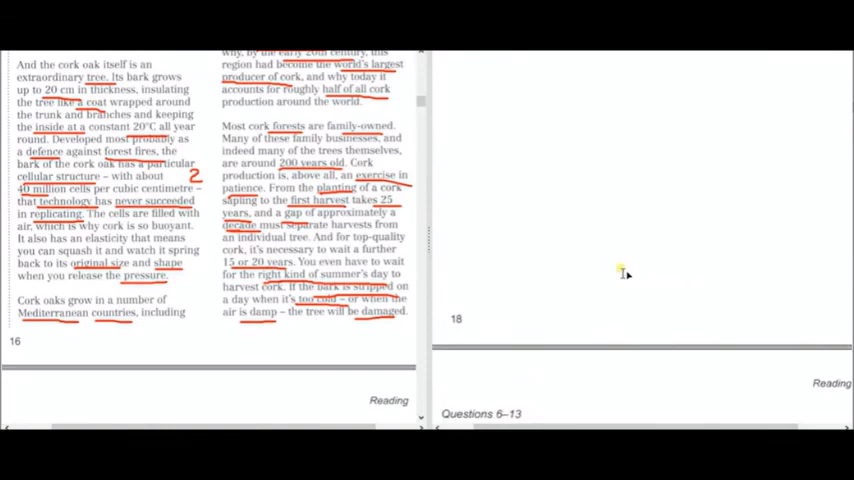 And the cork oak itself is an
extraordinary tree. Its bark grows
up to 20 cm in thickness, insulating
the tree like a coat wrapped around
the trunk and branches and keeping
the inside at a constant 20°C all year
round. Developed most probably as
a defence against forest fires, the
bark of the cork oak has a particular
cellular structure – with about
2
40 million cells per cubic centimetre –
that technology has never succeeded
in replicating. The cells are filled with
air, which is why cork is so buoyant.
It also has an elasticity that means
you can squash it and watch it spring
back to its original size and shape
when you release the pressure.
Cork oaks grow in a number of
Mediterranean countries, including
16
why, by the early 20th century, this
region had become the world's largest
producer of cork, and why today it
accounts for roughly half of all cork
production around the world.
Most cork forests are family-owned.
Many of these family businesses, and
indeed many of the trees themselves,
are around 200 years old. Cork
production is, above all, an exercise in
patience. From the planting of a cork
sapling to the first harvest takes 25
years, and a gap of approximately a
decade must separate harvests from
an individual tree. And for top-quality
cork, it's necessary to wait a further
15 or 20 years. You even have to wait
for the right kind of summer's day to
harvest cork. If the bark is stripped on
a day when it's too cold – or when the
air is damp – the tree will be damaged.
Reading
18
Reading
Questions 6–13